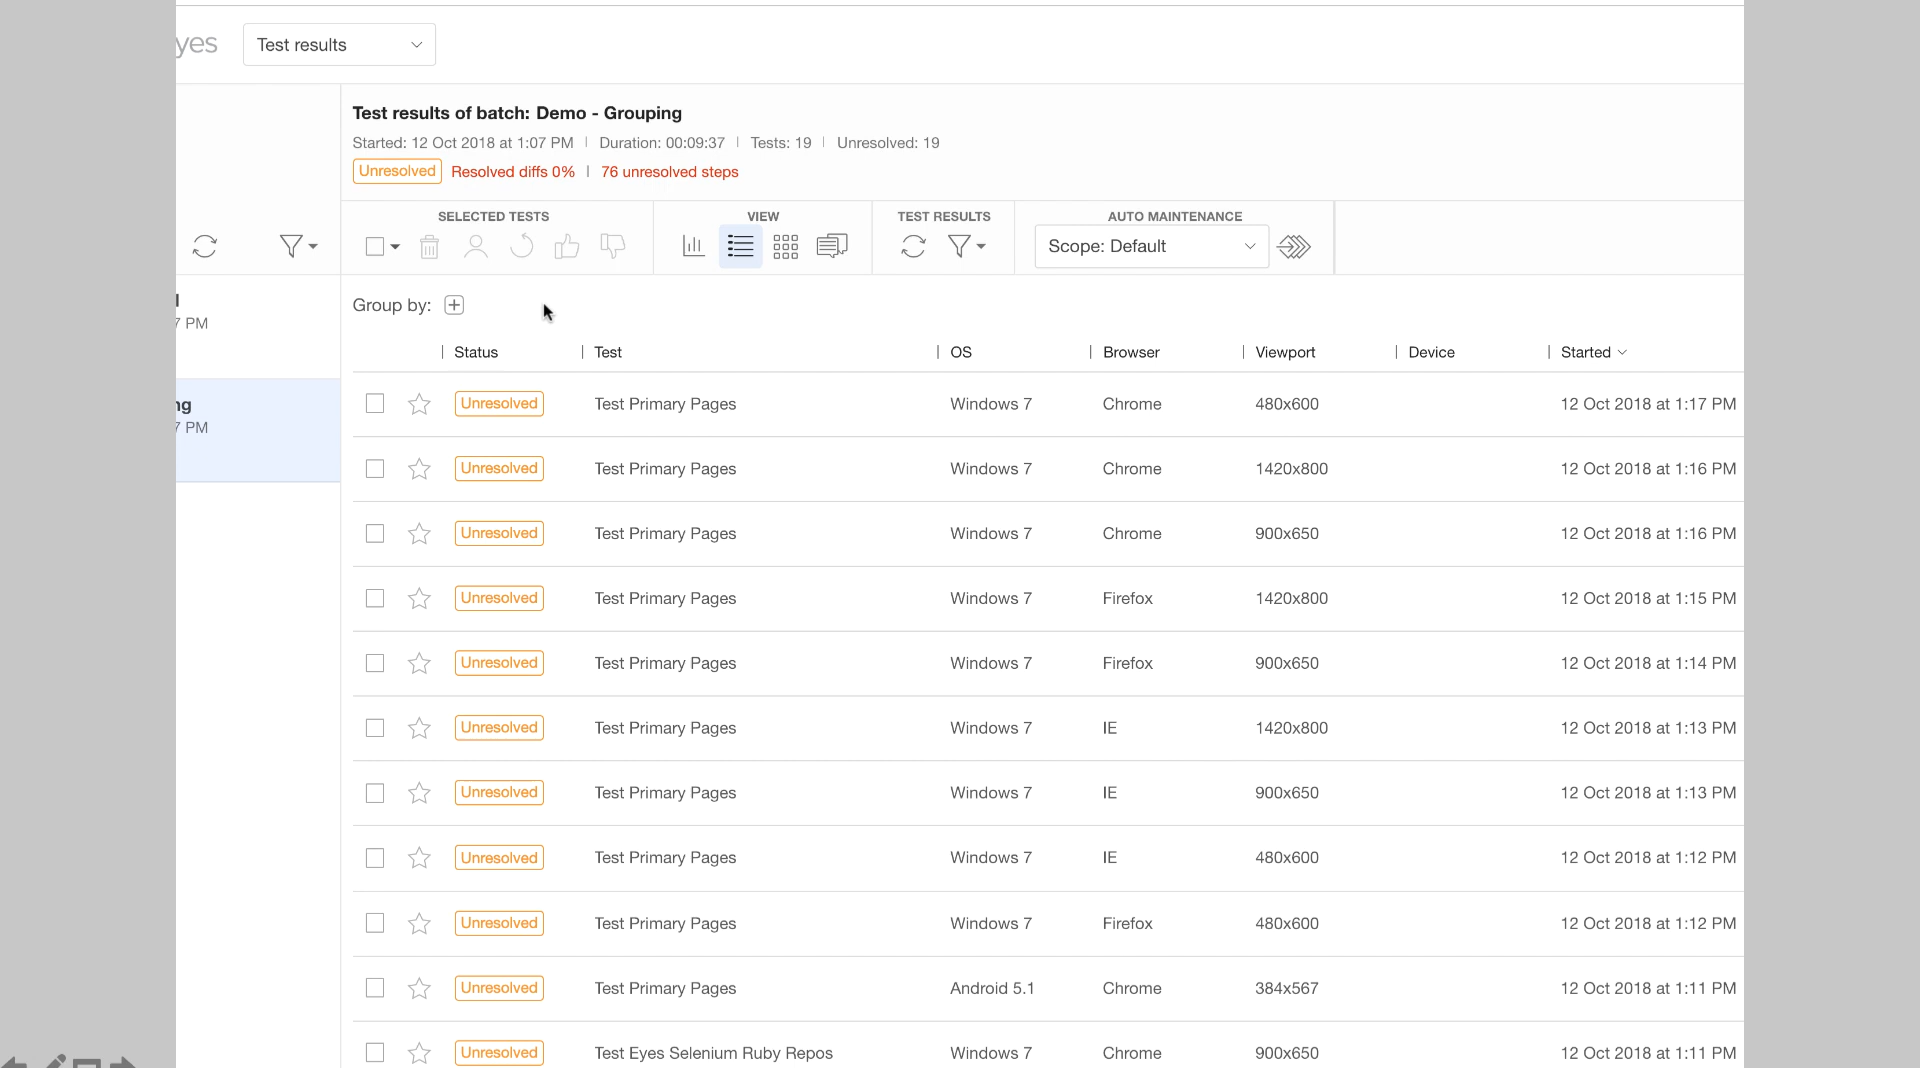 yes
Test results
Test results of batch: Demo - Grouping
Started: 12 Oct 2018 at 1:07 PM | Duration: 00:09:37 | Tests: 19 | Unresolved: 19
Unresolved Resolved diffs 0% | 76 unresolved steps
SELECTED TESTS VIEW TEST RESULTS AUTO MAINTENANCE
Scope: Default
7 PM
ng
7 PM
Group by:
Status Test OS Browser Viewport Device Started
Unresolved Test Primary Pages Windows 7 Chrome 480x600 12 Oct 2018 at 1:17 PM
Unresolved Test Primary Pages Windows 7 Chrome 1420x800 12 Oct 2018 at 1:16 PM
Unresolved Test Primary Pages Windows 7 Chrome 900x650 12 Oct 2018 at 1:16 PM
Unresolved Test Primary Pages Windows 7 Firefox 1420x800 12 Oct 2018 at 1:15 PM
Unresolved Test Primary Pages Windows 7 Firefox 900x650 12 Oct 2018 at 1:14 PM
Unresolved Test Primary Pages Windows 7 IE 1420x800 12 Oct 2018 at 1:13 PM
Unresolved Test Primary Pages Windows 7 IE 900x650 12 Oct 2018 at 1:13 PM
Unresolved Test Primary Pages Windows 7 IE 480x600 12 Oct 2018 at 1:12 PM
Unresolved Test Primary Pages Windows 7 Firefox 480x600 12 Oct 2018 at 1:12 PM
Unresolved Test Primary Pages Android 5.1 Chrome 384x567 12 Oct 2018 at 1:11 PM
Unresolved Test Eyes Selenium Ruby Repos Windows 7 Chrome 900x650 12 Oct 2018 at 1:11 PM